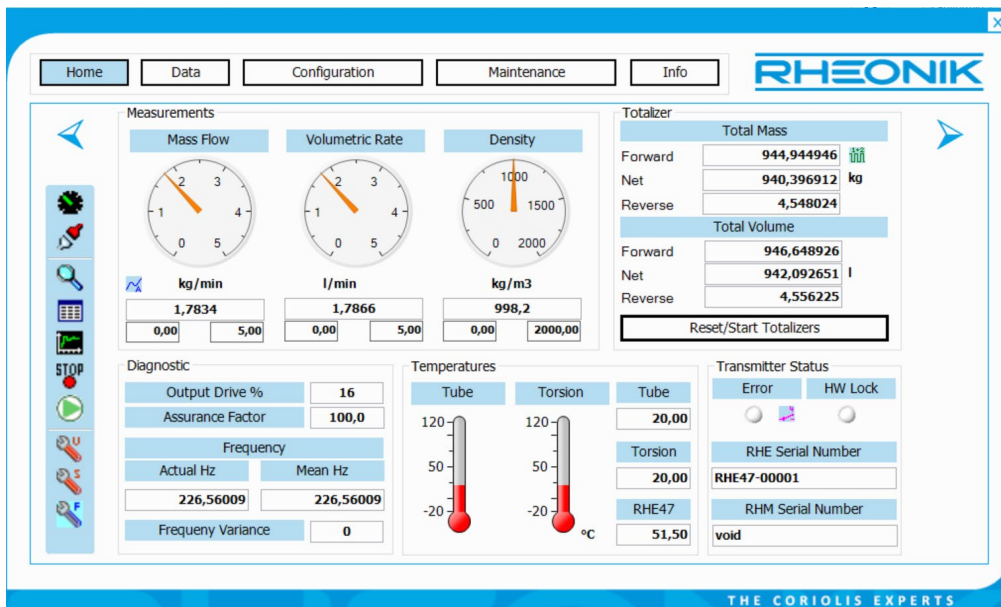 Home Data Configuration Maintenance Info
RHEONIK
Measurements
Mass Flow Volumetric Rate Density
0 1 2 3 4 5
0 1 2 3 4 5
0 500 1000 1500 2000
kg/min l/min kg/m3
1,7834 1,7866 998,2
0,00 5,00 0,00 5,00 0,00 2000,00
Totalizer
Total Mass
Forward 944,944946
Net 940,396912 kg
Reverse 4,548024
Total Volume
Forward 946,648926
Net 942,092651 l
Reverse 4,556225
Reset/Start Totalizers
STOP
U
S
F
Diagnostic
Output Drive % 16
Assurance Factor 100,0
Frequency
Actual Hz Mean Hz
226,56009 226,56009
Frequeny Variance 0
Temperatures
Tube Torsion Tube
120 120 20,00
Torsion
50 50 20,00
RHE47
-20 -20 51,50
°C
Transmitter Status
Error HW Lock
RHE Serial Number
RHE47-00001
RHM Serial Number
void
THE CORIOLIS EXPERTS